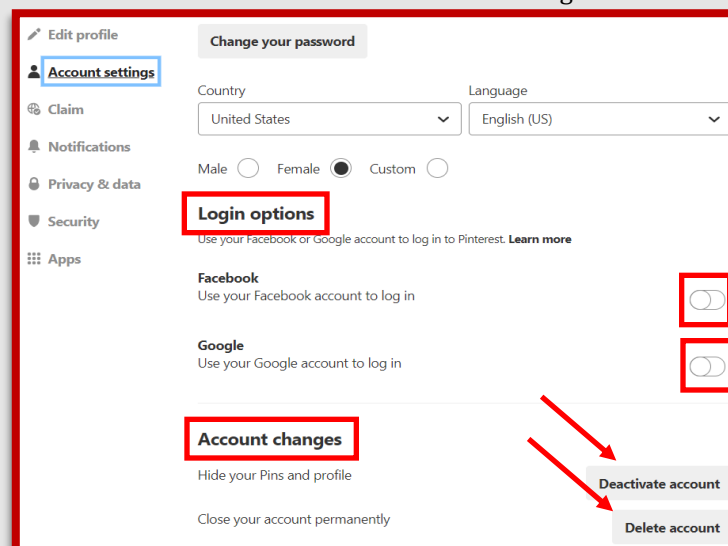 Edit profile
Account settings
Claim
Notifications
Privacy & data
Security
Apps
Change your password
Country
Language
United States
English (US)
Male Female Custom
Login options
Use your Facebook or Google account to log in to Pinterest. Learn more
Facebook
Use your Facebook account to log in
Google
Use your Google account to log in
Account changes
Hide your Pins and profile
Deactivate account
Close your account permanently
Delete account